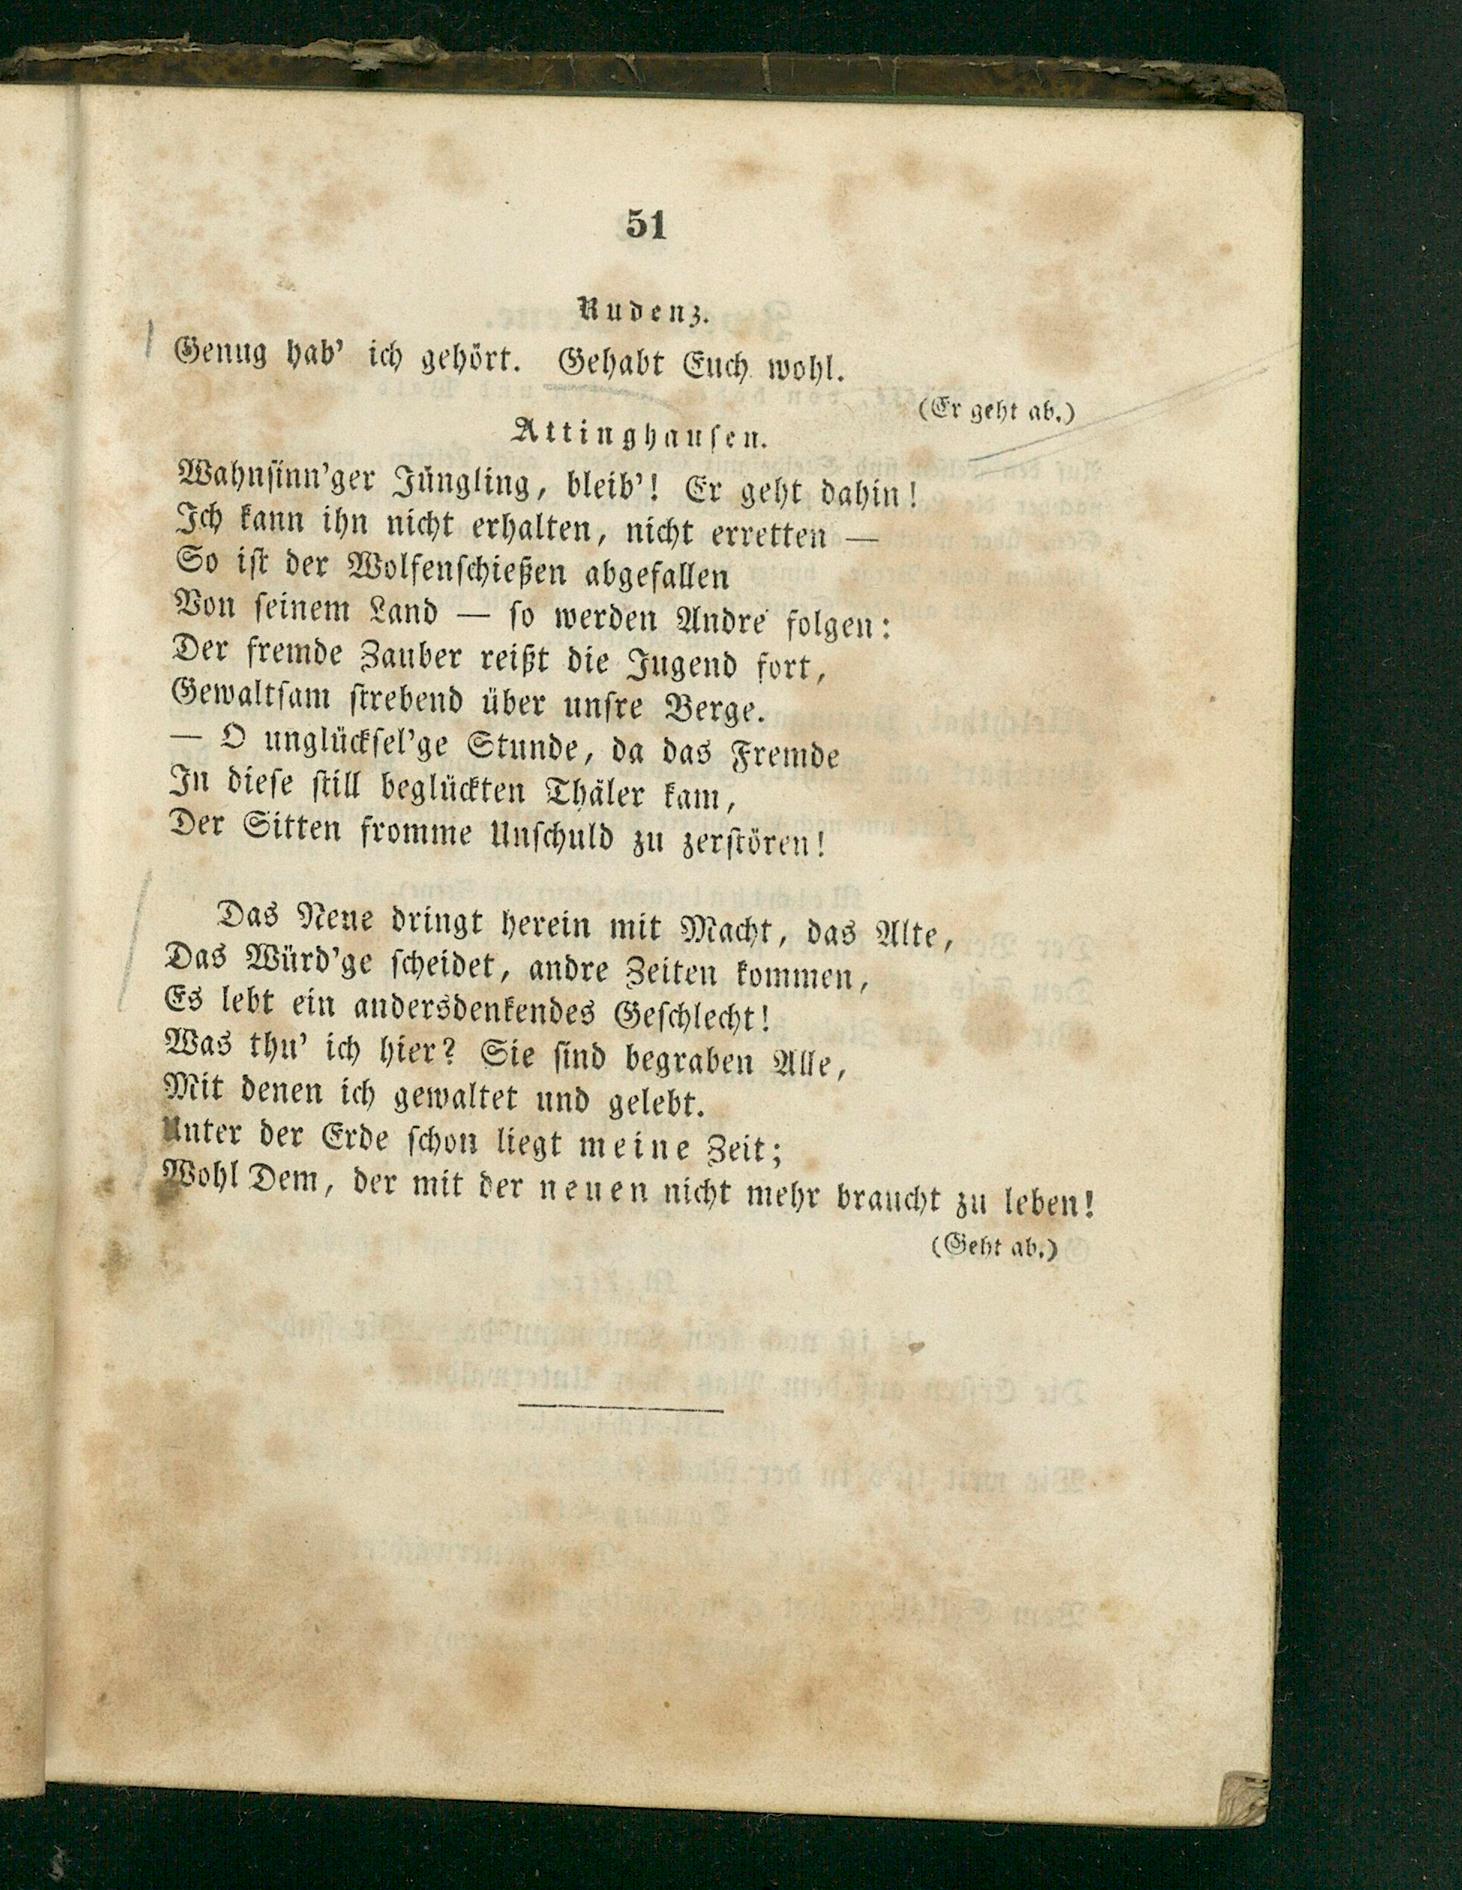 51
Rudenz.
Genug hab' ich gehört. Gehabt Euch wohl.
(Er geht ab.)
Attinghausen.
Wahnsinn'ger Jüngling, bleib'! Er geht dahin!
Ich kann ihn nicht erhalten, nicht erretten —
So ist der Wolfenschießen abgefallen
Von seinem Land — so werden Andre folgen:
Der fremde Zauber reißt die Jugend fort,
Gewaltsam strebend über unsre Berge.
— O unglücksel'ge Stunde, da das Fremde
In diese still beglückten Thäler kam,
Der Sitten fromme Unschuld zu zerstören!
Das Neue dringt herein mit Macht, das Alte,
Das Würd'ge scheidet, andre Zeiten kommen,
Es lebt ein andersdenkendes Geschlecht!
Was thu' ich hier? Sie sind begraben Alle,
Mit denen ich gewaltet und gelebt.
Unter der Erde schon liegt meine Zeit;
Wohl Dem, der mit der neuen nicht mehr braucht zu leben!
(Geht ab.)